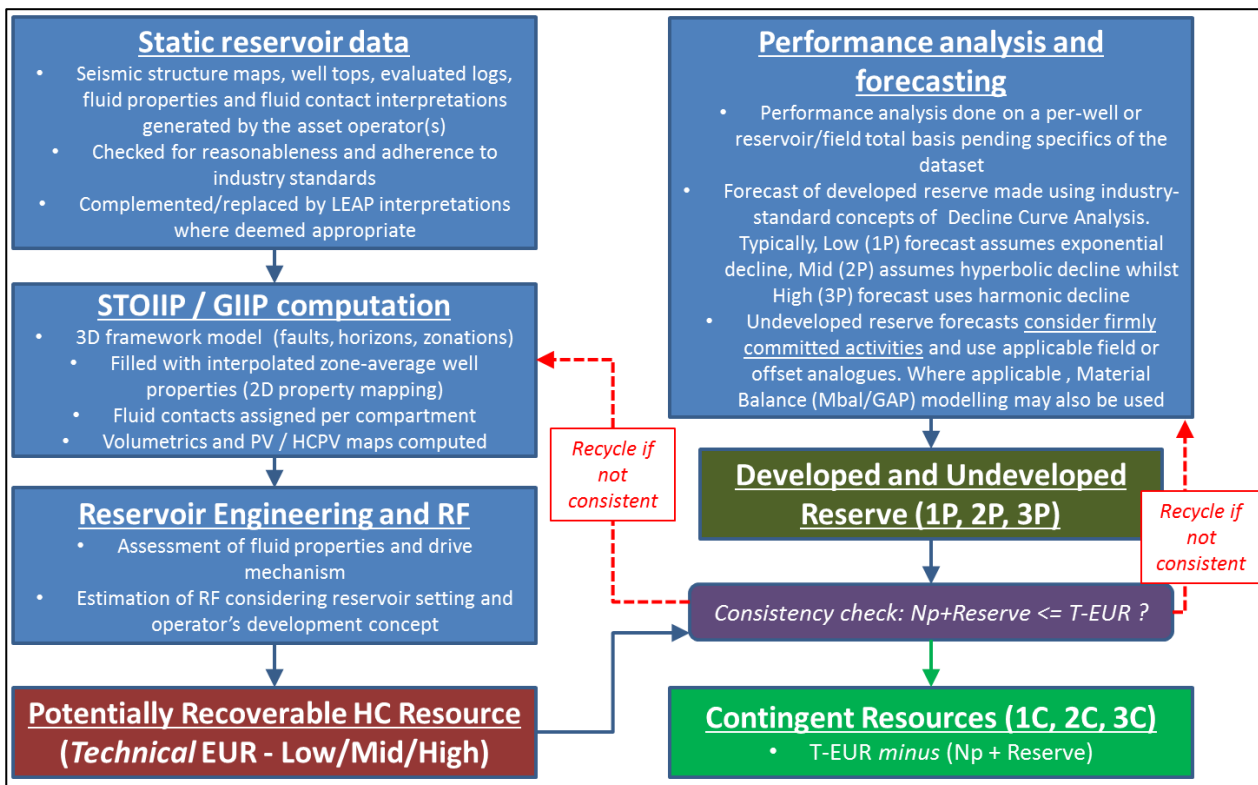 Static reservoir data
• Seismic structure maps, well tops, evaluated logs,
fluid properties and fluid contact interpretations
generated by the asset operator(s)
• Checked for reasonableness and adherence to
industry standards
• Complemented/replaced by LEAP interpretations
where deemed appropriate
STOIIP / GIIP computation
• 3D framework model (faults, horizons, zonations)
• Filled with interpolated zone-average well
properties (2D property mapping)
• Fluid contacts assigned per compartment
• Volumetrics and PV / HCPV maps computed
Reservoir Engineering and RF
• Assessment of fluid properties and drive
mechanism
• Estimation of RF considering reservoir setting and
operator's development concept
Potentially Recoverable HC Resource
(Technical EUR - Low/Mid/High)
Performance analysis and
forecasting
• Performance analysis done on a per-well or
reservoir/field total basis pending specifics of the
dataset
• Forecast of developed reserve made using industry-
standard concepts of Decline Curve Analysis.
Typically, Low (1P) forecast assumes exponential
decline, Mid (2P) assumes hyperbolic decline whilst
High (3P) forecast uses harmonic decline
• Undeveloped reserve forecasts consider firmly
committed activities and use applicable field or
offset analogues. Where applicable , Material
Balance (Mbal/GAP) modelling may also be used
Recycle if
not
consistent
Developed and Undeveloped
Reserve (1P, 2P, 3P)
Recycle if
not
consistent
Consistency check: Np+Reserve <= T-EUR ?
Contingent Resources (1C, 2C, 3C)
• T-EUR minus (Np + Reserve)